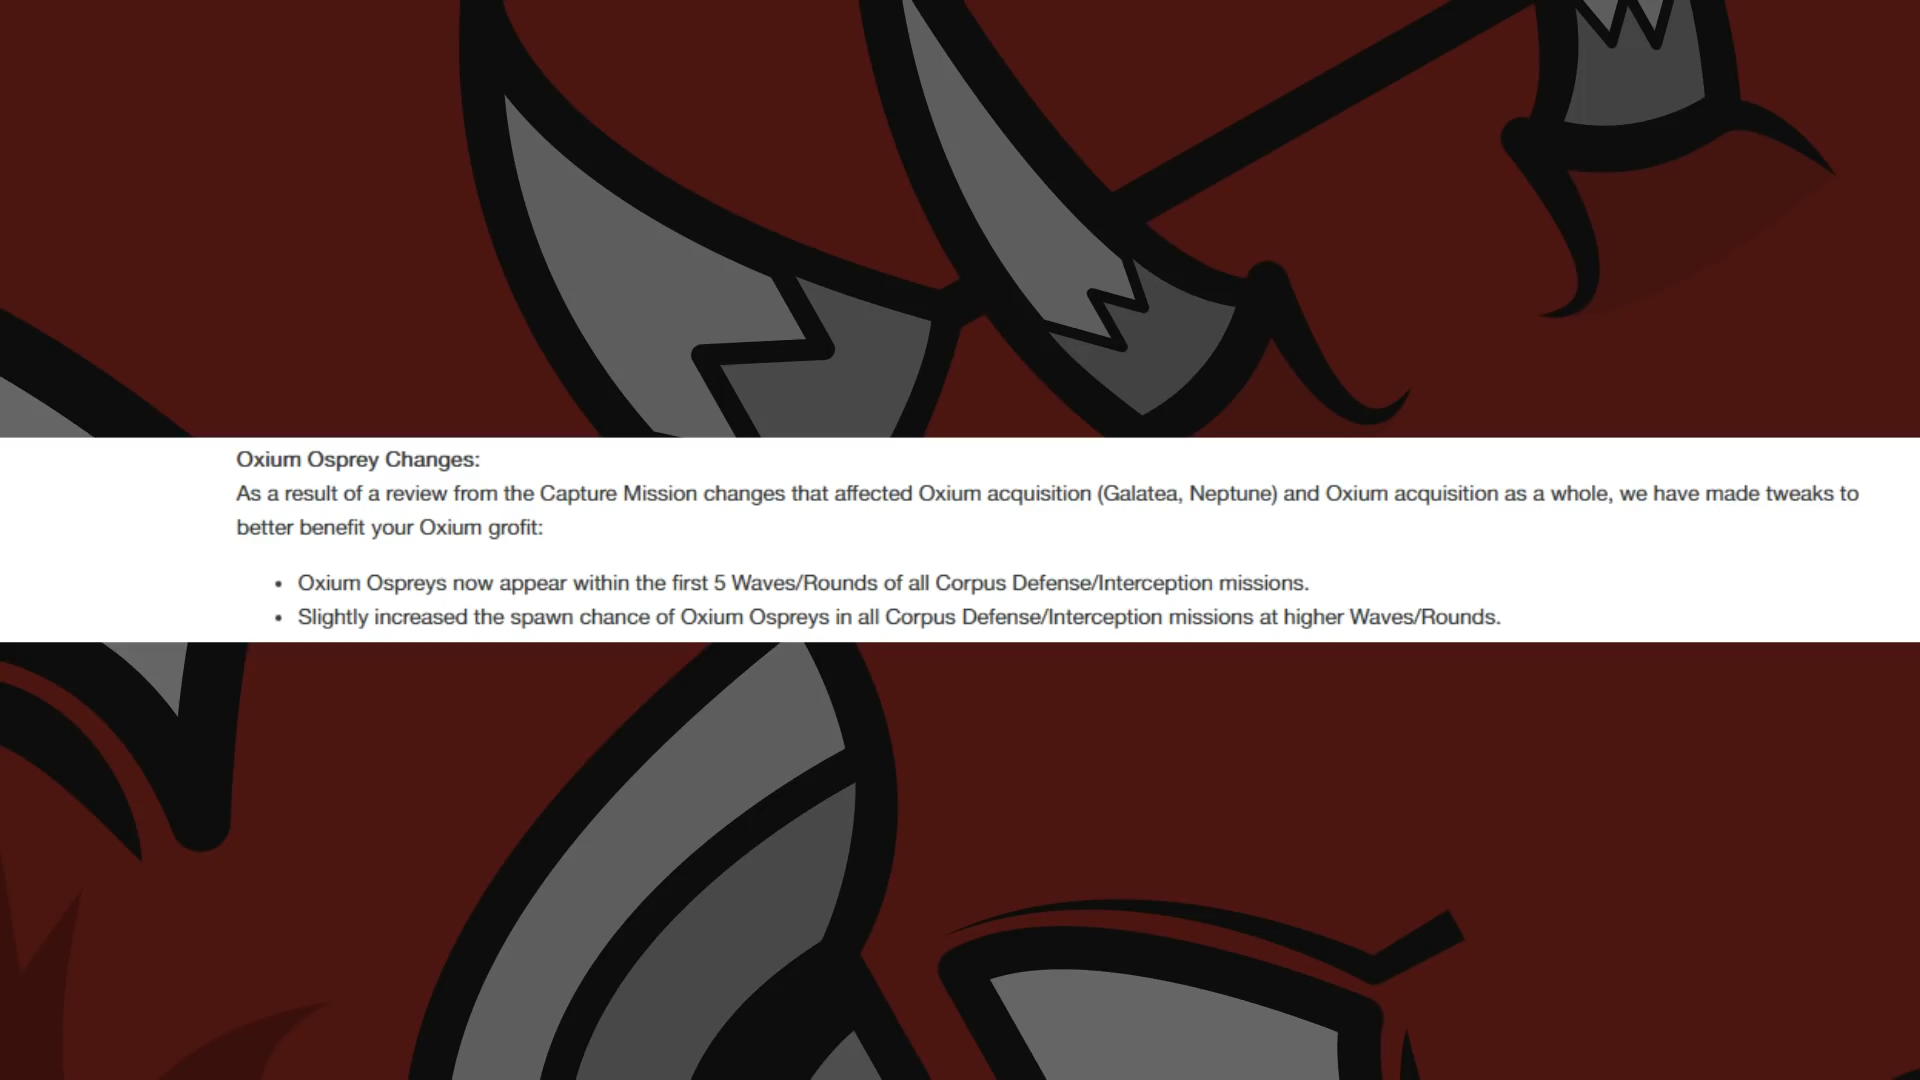 Oxium Osprey Changes:
As a result of a review from the Capture Mission changes that affected Oxium acquisition (Galatea, Neptune) and Oxium acquisition as a whole, we have made tweaks to
better benefit your Oxium grofit:
• Oxium Ospreys now appear within the first 5 Waves/Rounds of all Corpus Defense/Interception missions.
• Slightly increased the spawn chance of Oxium Ospreys in all Corpus Defense/Interception missions at higher Waves/Rounds.